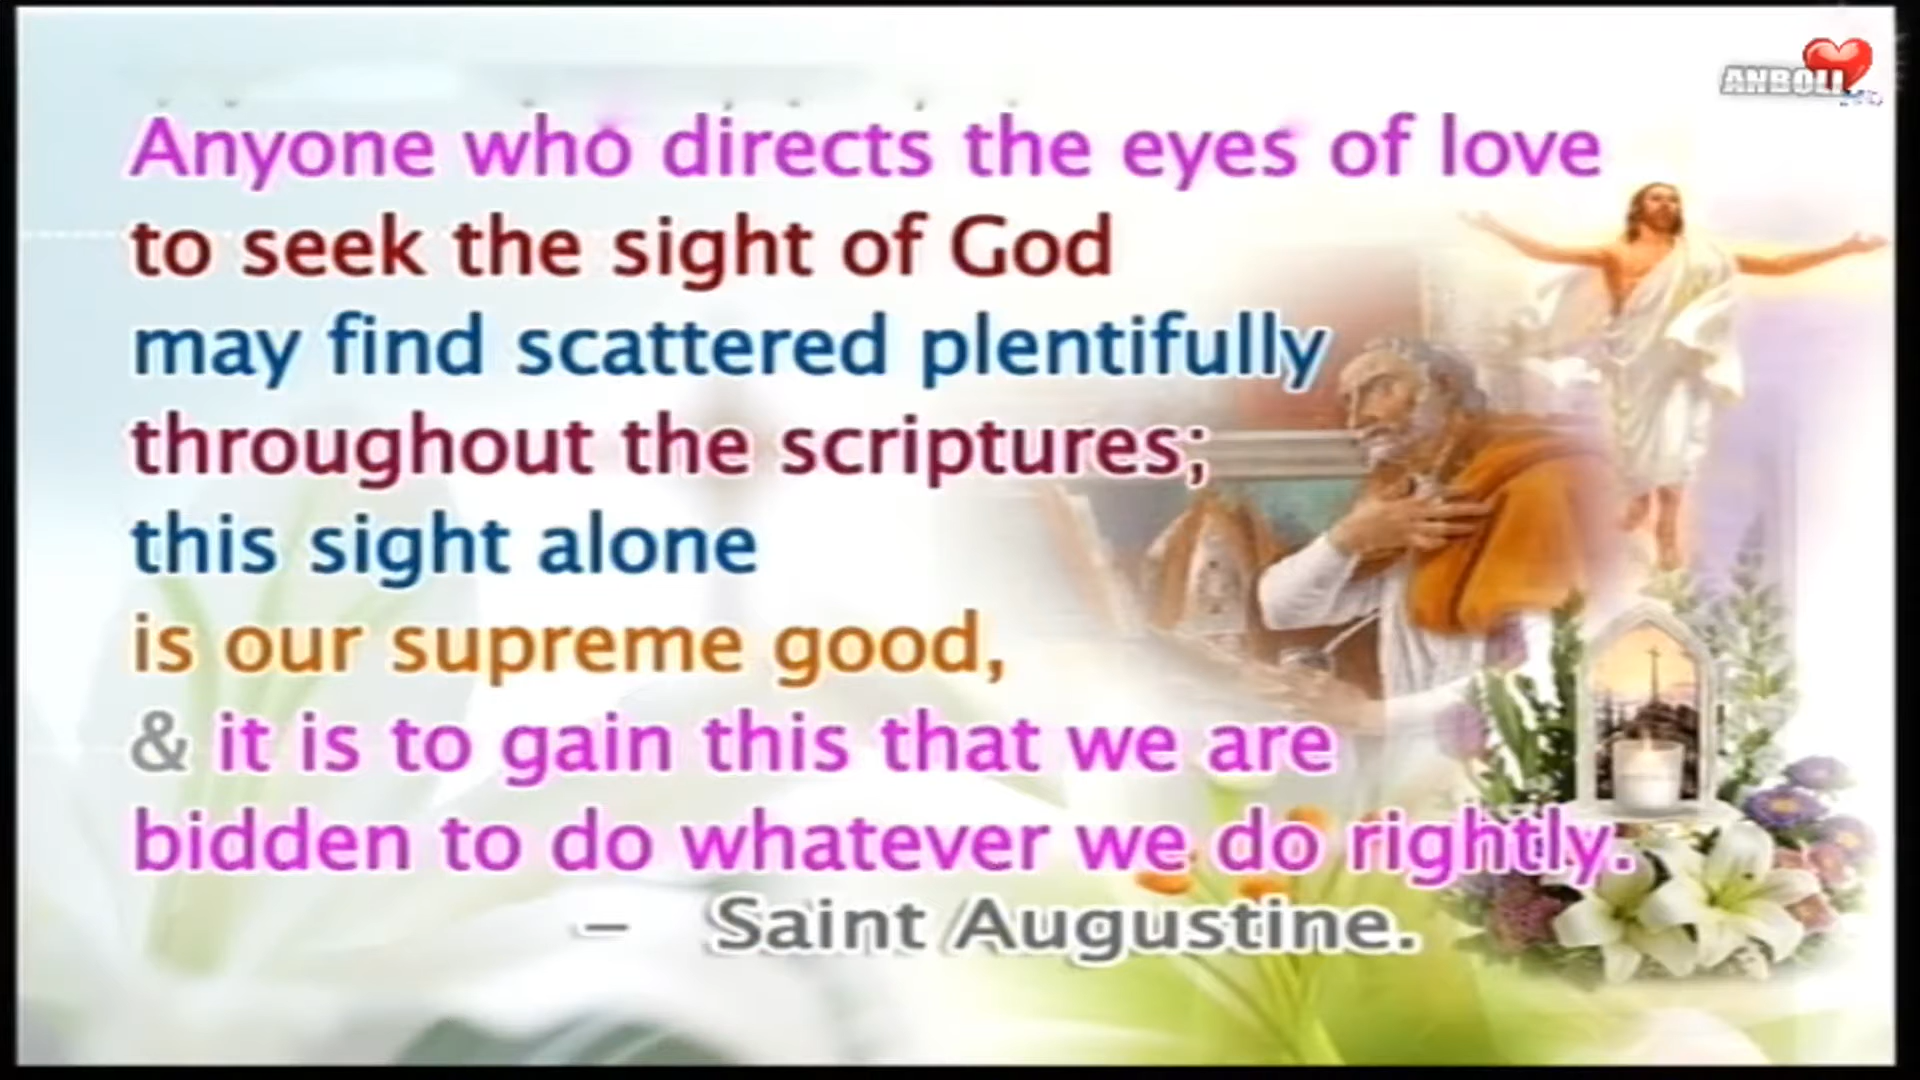 ANBOLI
Anyone who directs the eyes of love
to seek the sight of God
may find scattered plentifully
throughout the scriptures;
this sight alone
is our supreme good,
& it is to gain this that we are
bidden to do whatever we do rightly.
– Saint Augustine.